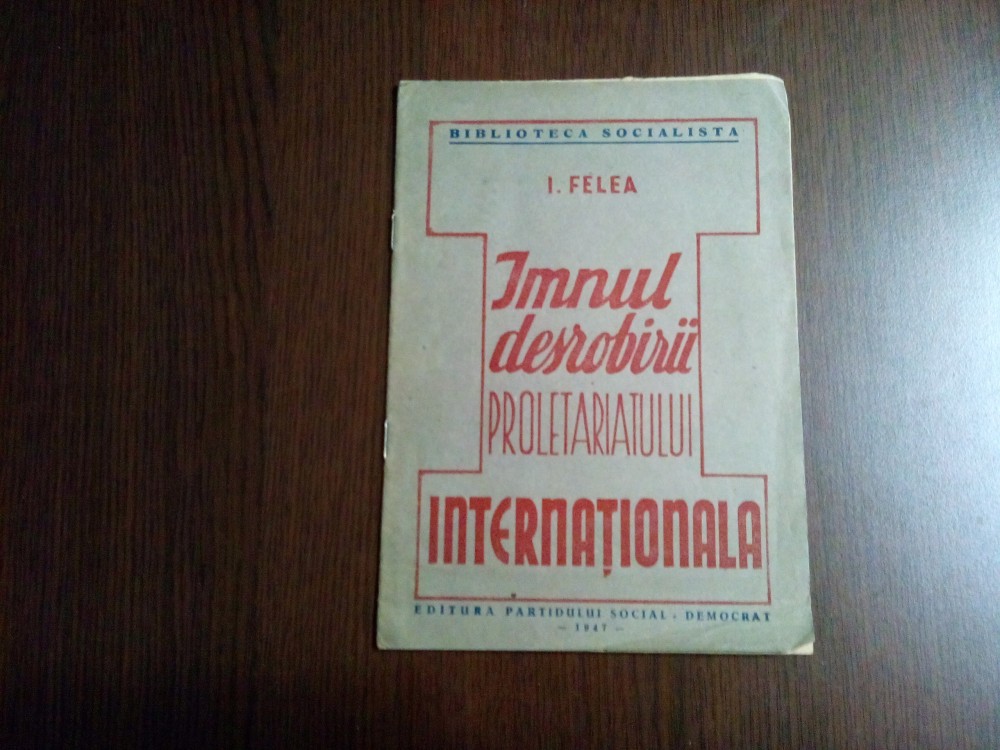 BIBLIOTECA SOCIALISTA
I. FELEA
Imnul
desrobirii
PROLETARIATULUI
INTERNAȚIONALA
EDITURA PARTIDULUI SOCIAL - DEMOCRAT
- 1947 -